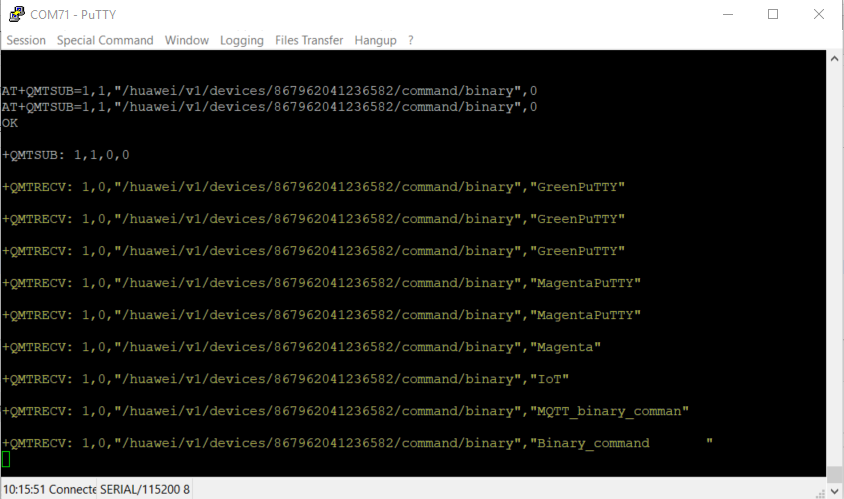 COM71 - PuTTY
Session Special Command Window Logging Files Transfer Hangup ?
AT+QMTSUB=1,1,"/huawei/v1/devices/867962041236582/command/binary",0
AT+QMTSUB=1,1,"/huawei/v1/devices/867962041236582/command/binary",0
OK
+QMTSUB: 1,1,0,0
+QMTRECV: 1,0,"/huawei/v1/devices/867962041236582/command/binary","GreenPuTTY"
+QMTRECV: 1,0,"/huawei/v1/devices/867962041236582/command/binary","GreenPuTTY"
+QMTRECV: 1,0,"/huawei/v1/devices/867962041236582/command/binary","GreenPuTTY"
+QMTRECV: 1,0,"/huawei/v1/devices/867962041236582/command/binary","MagentaPuTTY"
+QMTRECV: 1,0,"/huawei/v1/devices/867962041236582/command/binary","MagentaPuTTY"
+QMTRECV: 1,0,"/huawei/v1/devices/867962041236582/command/binary","Magenta"
+QMTRECV: 1,0,"/huawei/v1/devices/867962041236582/command/binary","IoT"
+QMTRECV: 1,0,"/huawei/v1/devices/867962041236582/command/binary","MQTT_binary_comman"
+QMTRECV: 1,0,"/huawei/v1/devices/867962041236582/command/binary","Binary_command       "
10:15:51 Connecte SERIAL/115200 8